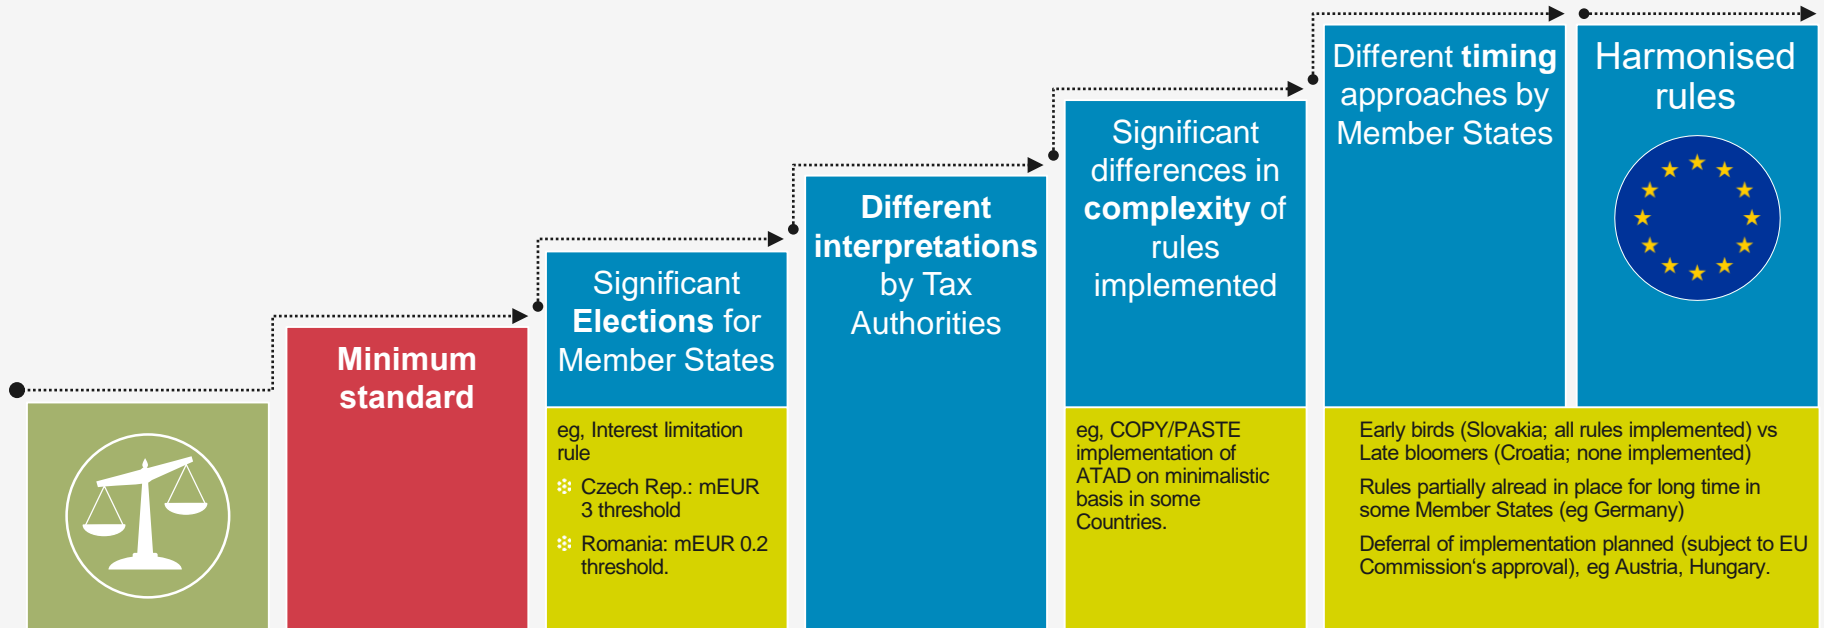 Minimum
standard
Significant
Elections for
Member States
eg, Interest limitation
rule
Czech Rep.: mEUR
3 threshold
Romania: mEUR 0.2
threshold.
Different
interpretations
by Tax
Authorities
Significant
differences in
complexity of
rules
implemented
eg, COPY/PASTE
implementation of
ATAD on minimalistic
basis in some
Countries.
Different timing
approaches by
Member States
Harmonised
rules
Early birds (Slovakia; all rules implemented) vs
Late bloomers (Croatia; none implemented)
Rules partially alread in place for long time in
some Member States (eg Germany)
Deferral of implementation planned (subject to EU
Commission‘s approval), eg Austria, Hungary.